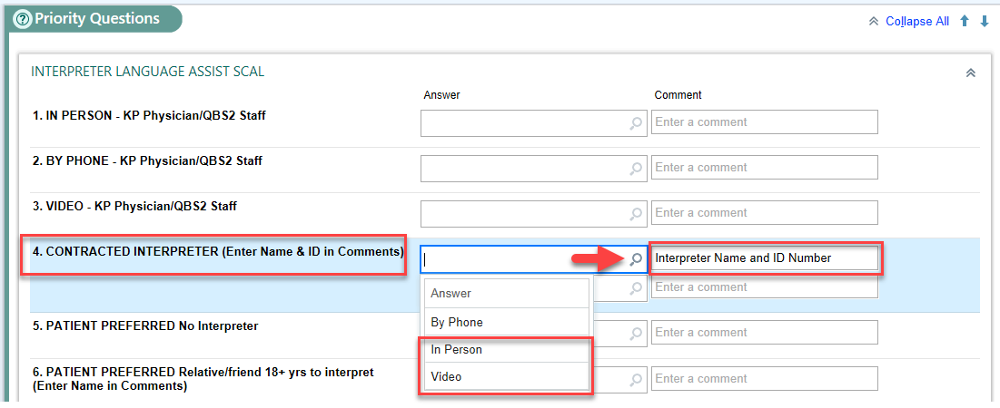 Priority Questions
Collapse All
INTERPRETER LANGUAGE ASSIST SCAL
Answer
Comment
1. IN PERSON - KP Physician/QBS2 Staff
Enter a comment
2. BY PHONE - KP Physician/QBS2 Staff
Enter a comment
3. VIDEO - KP Physician/QBS2 Staff
Enter a comment
4. CONTRACTED INTERPRETER (Enter Name & ID in Comments)
Interpreter Name and ID Number
Enter a comment
Answer
By Phone
In Person
Video
5. PATIENT PREFERRED No Interpreter
Enter a comment
6. PATIENT PREFERRED Relative/friend 18+ yrs to interpret
(Enter Name in Comments)
Enter a comment